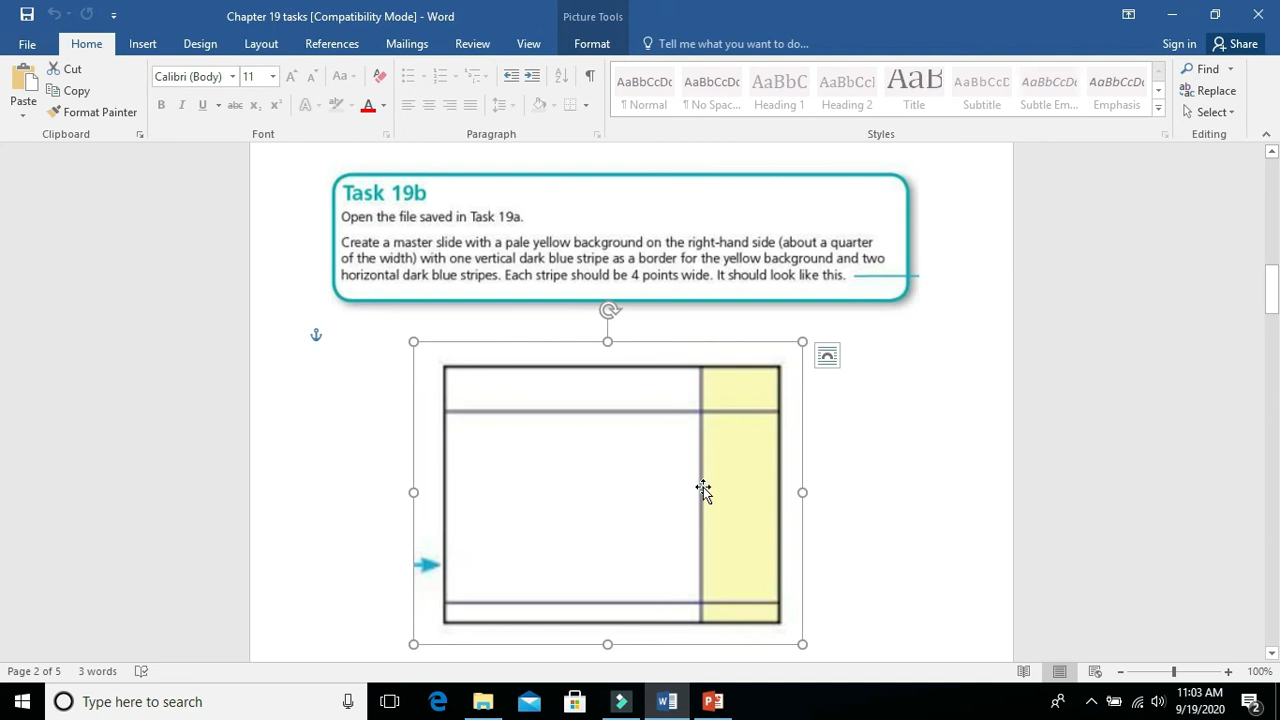 Chapter 19 tasks [Compatibility Mode] - Word
Picture Tools
File
Home
Insert
Design
Layout
References
Mailings
Review
View
Format
Tell me what you want to do...
Sign in
Share
Paste
Cut
Copy
Format Painter
Clipboard
Calibri (Body)
11
Font
Paragraph
AaBbCcDc
¶ Normal
AaBbCcDc
¶ No Spac...
AaBbC
Heading 1
AaBbCcI
Heading 2
AaB
Title
AaBbCcD
Subtitle
AaBbCcDc
Subtle Em...
AaBbCcDc
Emphasis
Styles
Find
Replace
Select
Editing
Task 19b
Open the file saved in Task 19a.
Create a master slide with a pale yellow background on the right-hand side (about a quarter
of the width) with one vertical dark blue stripe as a border for the yellow background and two
horizontal dark blue stripes. Each stripe should be 4 points wide. It should look like this.
Page 2 of 5
3 words
100%
Type here to search
11:03 AM
9/19/2020
2